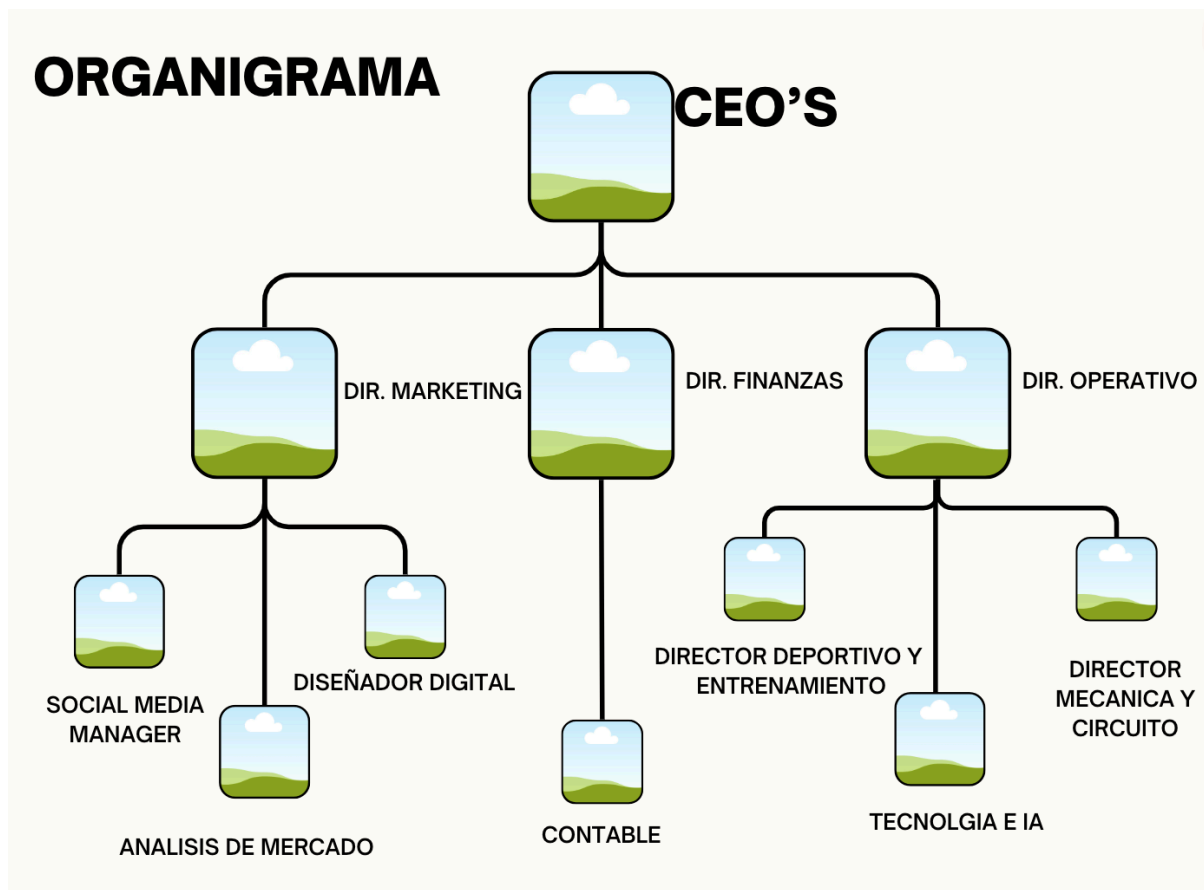 ORGANIGRAMA
CEO'S
DIR. MARKETING
DIR. FINANZAS
DIR. OPERATIVO
SOCIAL MEDIA
MANAGER
ANALISIS DE MERCADO
DISEÑADOR DIGITAL
CONTABLE
DIRECTOR DEPORTIVO Y
ENTRENAMIENTO
TECNOLGIA E IA
DIRECTOR
MECANICA Y
CIRCUITO